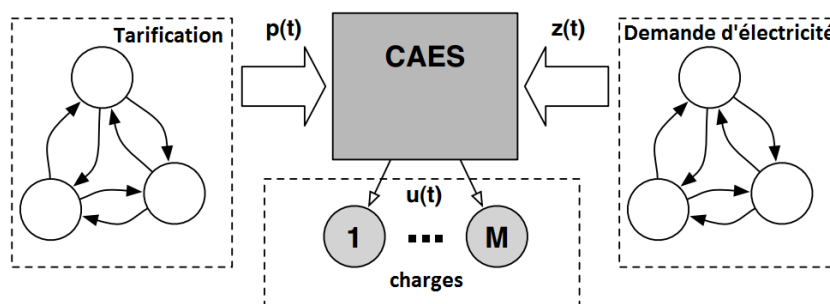 Tarification
p(t)
CAES
z(t)
Demande d'électricité
u(t)
1
M
charges